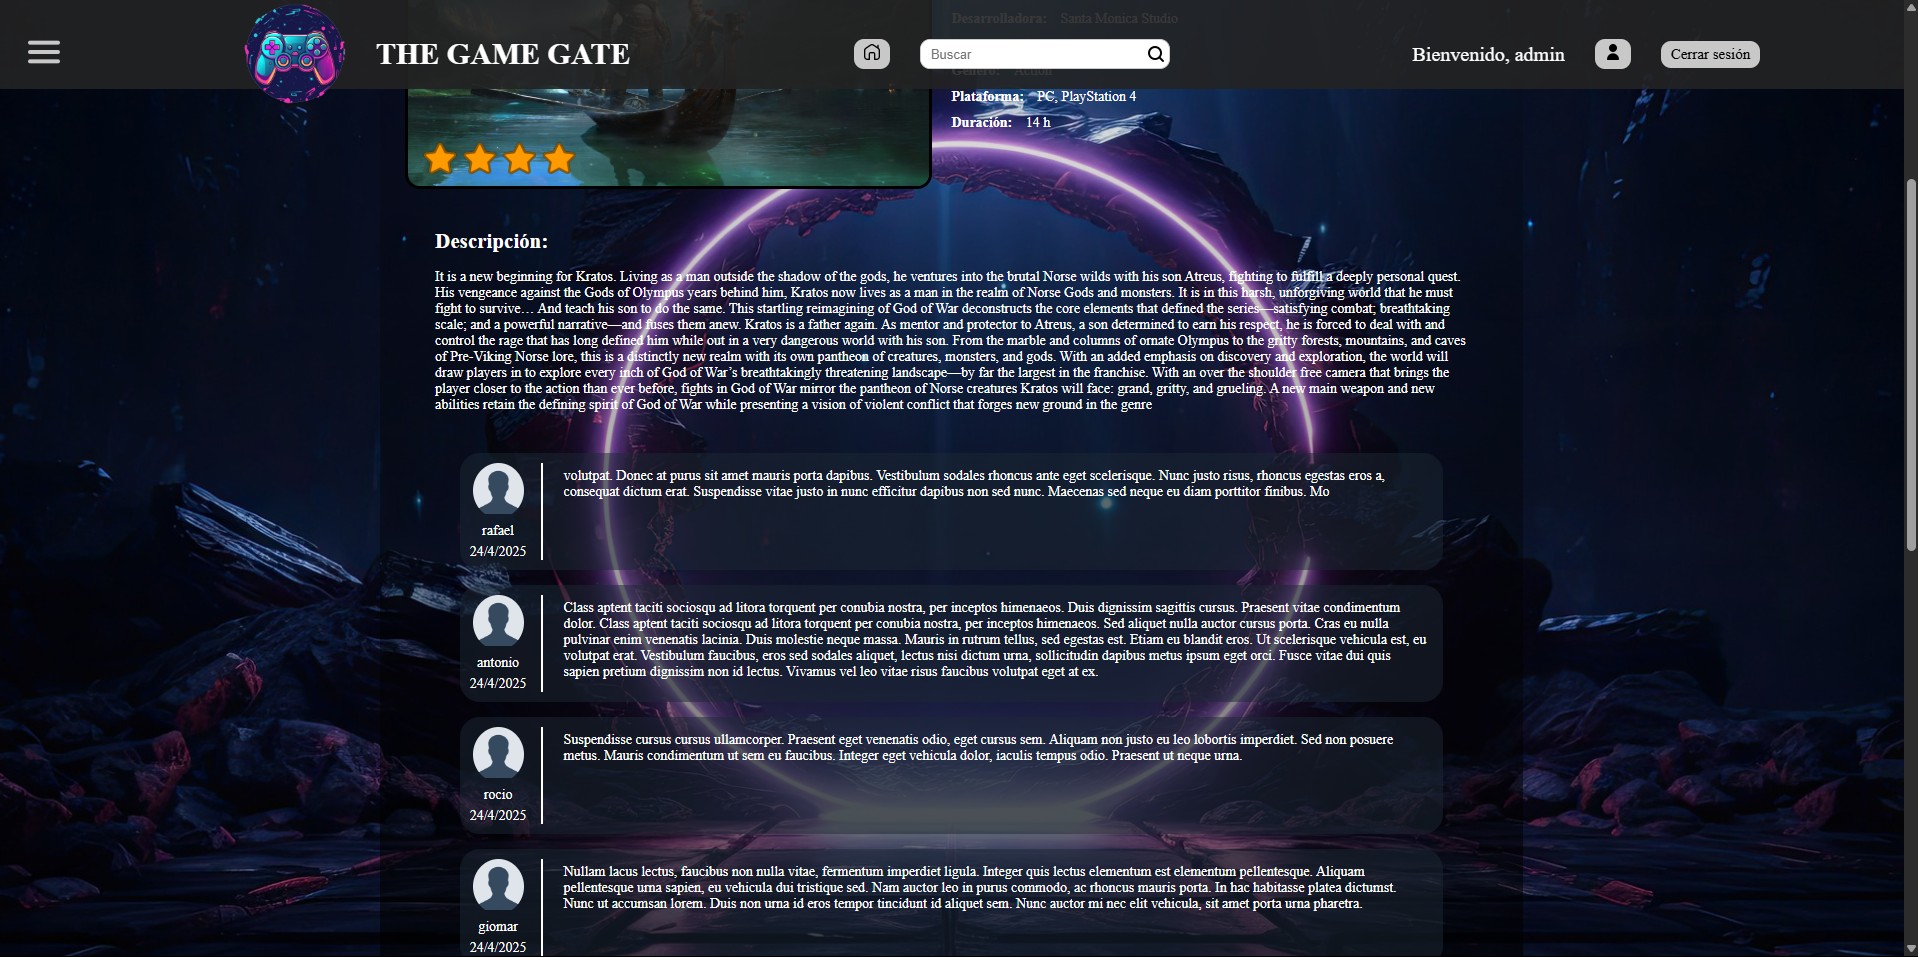 Desarrolladora: Santa Monica Studio
THE GAME GATE
Buscar
Bienvenido, admin
Cerrar sesión
Género: Action
Plataforma: PC, PlayStation 4
Duración: 14 h
Descripción:
It is a new beginning for Kratos. Living as a man outside the shadow of the gods, he ventures into the brutal Norse wilds with his son Atreus, fighting to fulfill a deeply personal quest.
His vengeance against the Gods of Olympus years behind him, Kratos now lives as a man in the realm of Norse Gods and monsters. It is in this harsh, unforgiving world that he must
fight to survive… And teach his son to do the same. This startling reimagining of God of War deconstructs the core elements that defined the series—satisfying combat; breathtaking
scale; and a powerful narrative—and fuses them anew. Kratos is a father again. As mentor and protector to Atreus, a son determined to earn his respect, he is forced to deal with and
control the rage that has long defined him while out in a very dangerous world with his son. From the marble and columns of ornate Olympus to the gritty forests, mountains, and caves
of Pre-Viking Norse lore, this is a distinctly new realm with its own pantheon of creatures, monsters, and gods. With an added emphasis on discovery and exploration, the world will
draw players in to explore every inch of God of War’s breathtakingly threatening landscape—by far the largest in the franchise. With an over the shoulder free camera that brings the
player closer to the action than ever before, fights in God of War mirror the pantheon of Norse creatures Kratos will face: grand, gritty, and grueling. A new main weapon and new
abilities retain the defining spirit of God of War while presenting a vision of violent conflict that forges new ground in the genre
volutpat. Donec at purus sit amet mauris porta dapibus. Vestibulum sodales rhoncus ante eget scelerisque. Nunc justo risus, rhoncus egestas eros a,
consequat dictum erat. Suspendisse vitae justo in nunc efficitur dapibus non sed nunc. Maecenas sed neque eu diam porttitor finibus. Mo
rafael
24/4/2025
Class aptent taciti sociosqu ad litora torquent per conubia nostra, per inceptos himenaeos. Duis dignissim sagittis cursus. Praesent vitae condimentum
dolor. Class aptent taciti sociosqu ad litora torquent per conubia nostra, per inceptos himenaeos. Sed aliquet nulla auctor cursus porta. Cras eu nulla
pulvinar enim venenatis lacinia. Duis molestie neque massa. Mauris in rutrum tellus, sed egestas est. Etiam eu blandit eros. Ut scelerisque vehicula est, eu
volutpat erat. Vestibulum faucibus, eros sed sodales aliquet, lectus nisi dictum urna, sollicitudin dapibus metus ipsum eget orci. Fusce vitae dui quis
sapien pretium dignissim non id lectus. Vivamus vel leo vitae risus faucibus volutpat eget at ex.
antonio
24/4/2025
Suspendisse cursus cursus ullamcorper. Praesent eget venenatis odio, eget cursus sem. Aliquam non justo eu leo lobortis imperdiet. Sed non posuere
metus. Mauris condimentum ut sem eu faucibus. Integer eget vehicula dolor, iaculis tempus odio. Praesent ut neque urna.
rocio
24/4/2025
Nullam lacus lectus, faucibus non nulla vitae, fermentum imperdiet ligula. Integer quis lectus elementum est elementum pellentesque. Aliquam
pellentesque urna sapien, eu vehicula dui tristique sed. Nam auctor leo in purus commodo, ac rhoncus mauris porta. In hac habitasse platea dictumst.
Nunc ut accumsan lorem. Duis non urna id eros tempor tincidunt id aliquet sem. Nunc auctor mi nec elit vehicula, sit amet porta urna pharetra.
giomar
24/4/2025